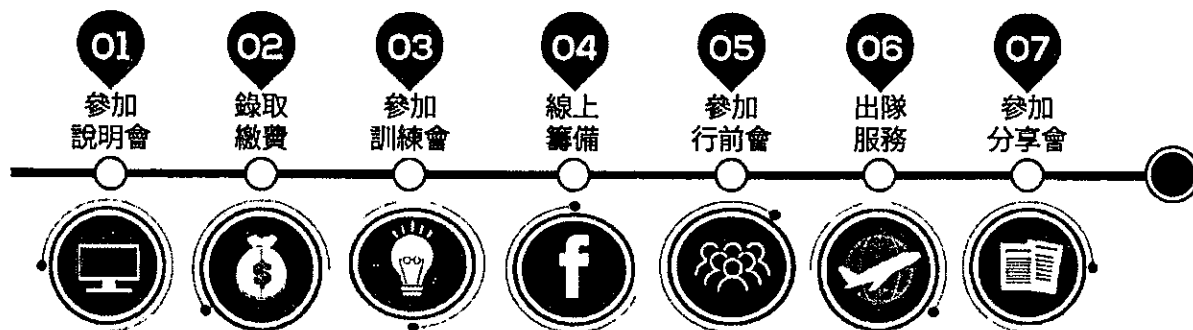 01
參加
說明會
02
錄取
繳費
03
參加
訓練會
04
線上
籌備
05
參加
行前會
06
出隊
服務
07
參加
分享會
$
f